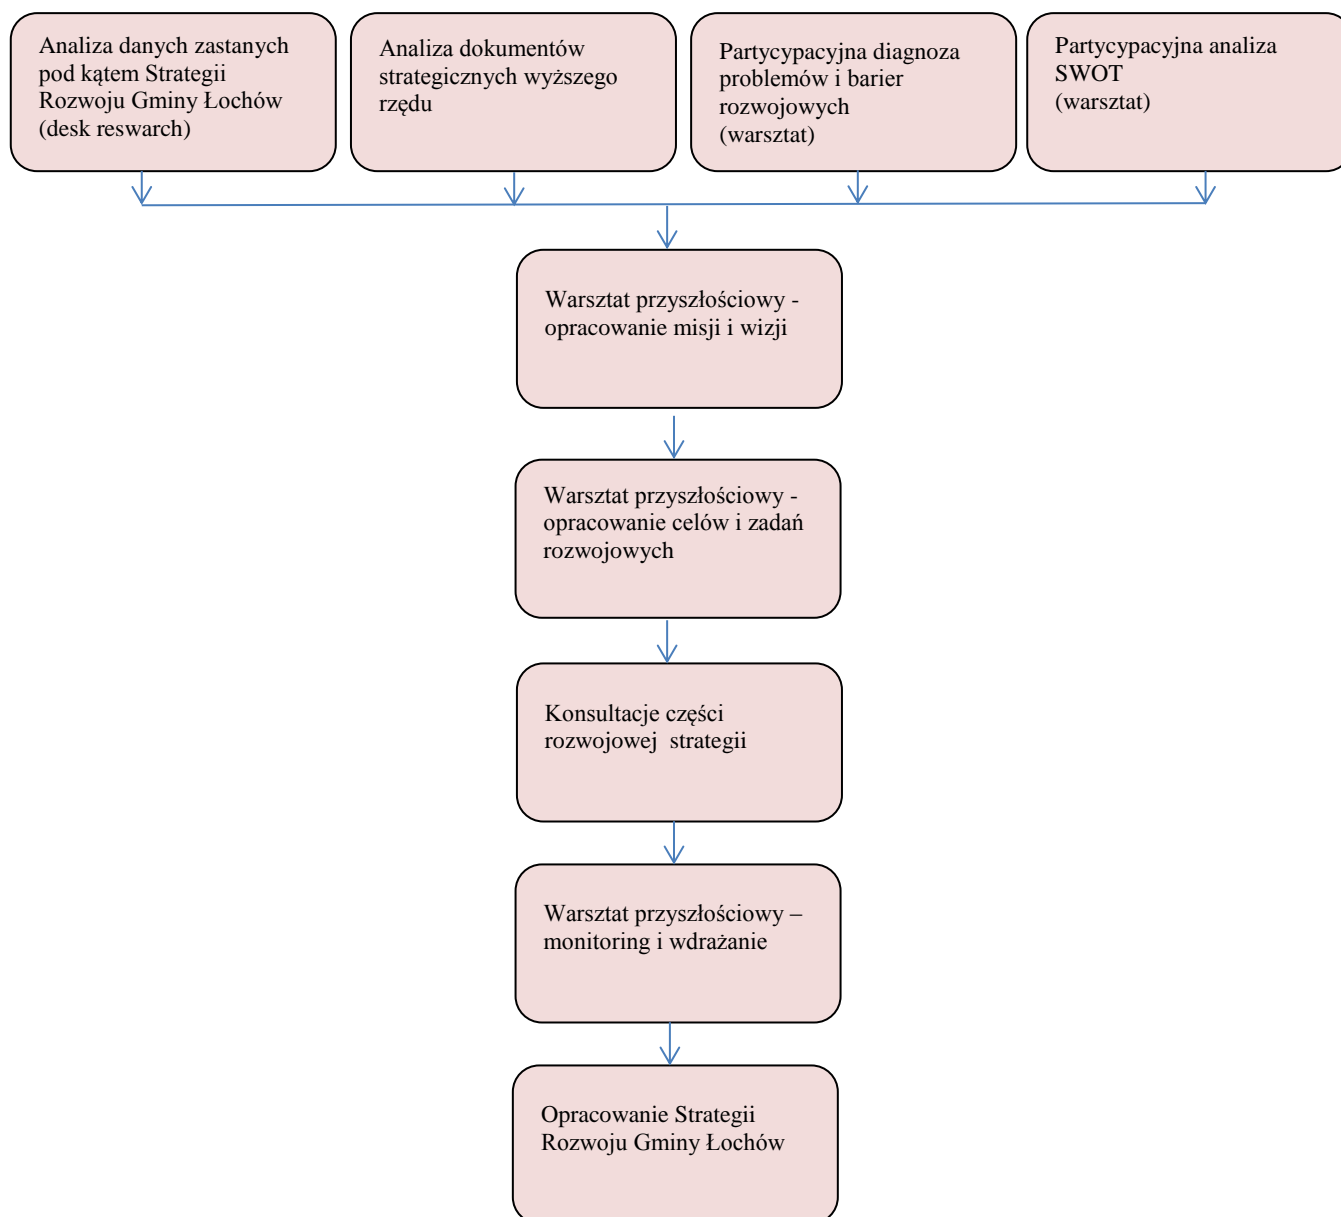 Analiza danych zastanych
pod kątem Strategii
Rozwoju Gminy Łochów
(desk reswarch)
Analiza dokumentów
strategicznych wyższego
rzędu
Partycypacyjna diagnoza
problemów i barier
rozwojowych
(warsztat)
Partycypacyjna analiza
SWOT
(warsztat)
Warsztat przyszłościowy -
opracowanie misji i wizji
Warsztat przyszłościowy -
opracowanie celów i zadań
rozwojowych
Konsultacje części
rozwojowej  strategii
Warsztat przyszłościowy –
monitoring i wdrażanie
Opracowanie Strategii
Rozwoju Gminy Łochów